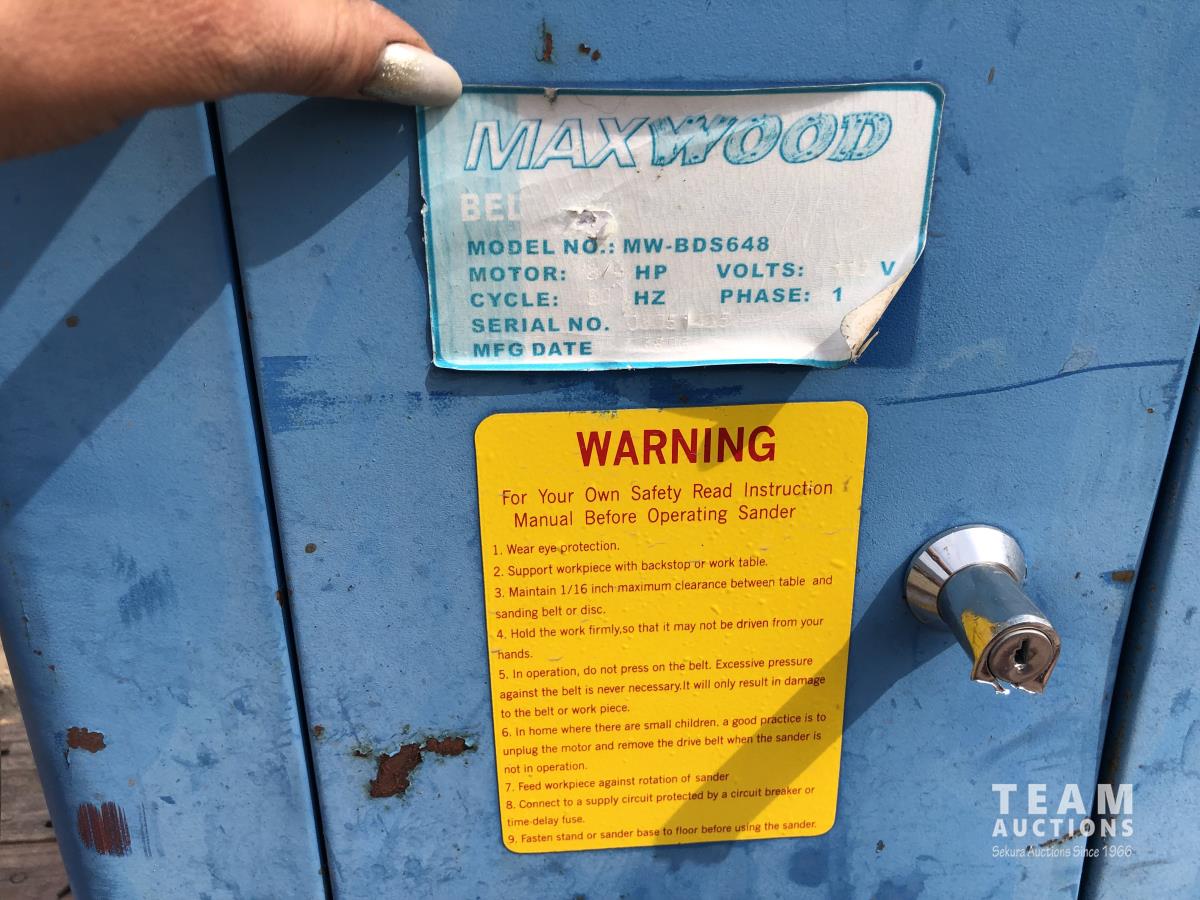 MAXWOOD
MODEL NO.: MW-BDS648
MOTOR: HP VOLTS: V
CYCLE: HZ PHASE: 1
SERIAL NO.
MFG DATE
WARNING
For Your Own Safety Read Instruction
Manual Before Operating Sander
1. Wear eye protection.
2. Support workpiece with backstop or work table.
3. Maintain 1/16 inch maximum clearance between table and
sanding belt or disc.
4. Hold the work firmly,so that it may not be driven from your
hands.
5. In operation, do not press on the belt. Excessive pressure
against the belt is never necessary.It will only result in damage
to the belt or work piece.
6. In home where there are small children, a good practice is to
unplug the motor and remove the drive belt when the sander is
not in operation.
7. Feed workpiece against rotation of sander
8. Connect to a supply circuit protected by a circuit breaker or
time-delay fuse.
9. Fasten stand or sander base to floor before using the sander.
TEAM
AUCTIONS
Sekura Auctions Since 1966